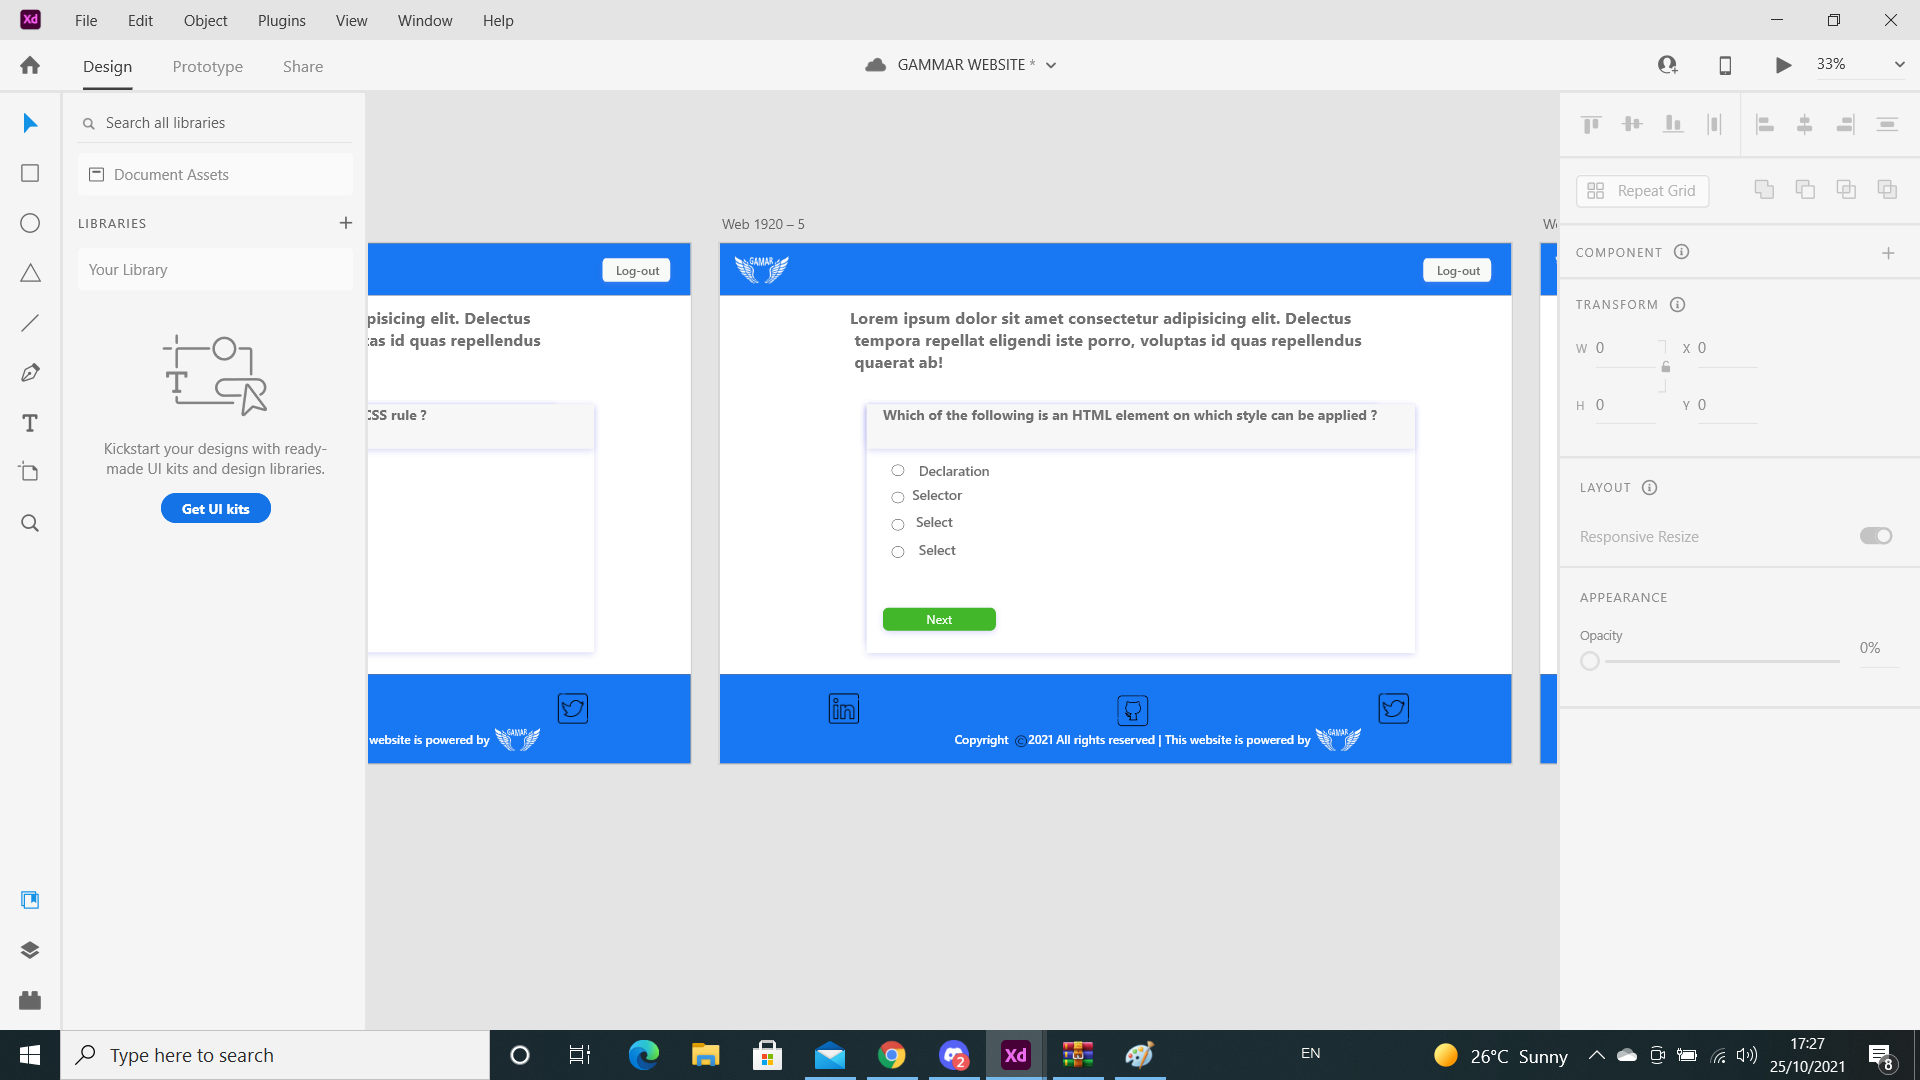 Xd File Edit Object Plugins View Window Help
Design Prototype Share
GAMMAR WEBSITE *
33%
Search all libraries
Document Assets
LIBRARIES
Your Library
Kickstart your designs with ready-
made UI kits and design libraries.
Get UI kits
Log-out
pisicing elit. Delectus
tas id quas repellendus
CSS rule ?
website is powered by
GAMAR
Web 1920 – 5
GAMAR
Log-out
Lorem ipsum dolor sit amet consectetur adipisicing elit. Delectus
tempora repellat eligendi iste porro, voluptas id quas repellendus
quaerat ab!
Which of the following is an HTML element on which style can be applied ?
Declaration
Selector
Select
Select
Next
in
Copyright ©2021 All rights reserved | This website is powered by
GAMAR
We
Repeat Grid
COMPONENT
TRANSFORM
W 0 X 0
H 0 Y 0
LAYOUT
Responsive Resize
APPEARANCE
Opacity
0%
Type here to search
2
Xd
EN
26°C Sunny
17:27
25/10/2021
8